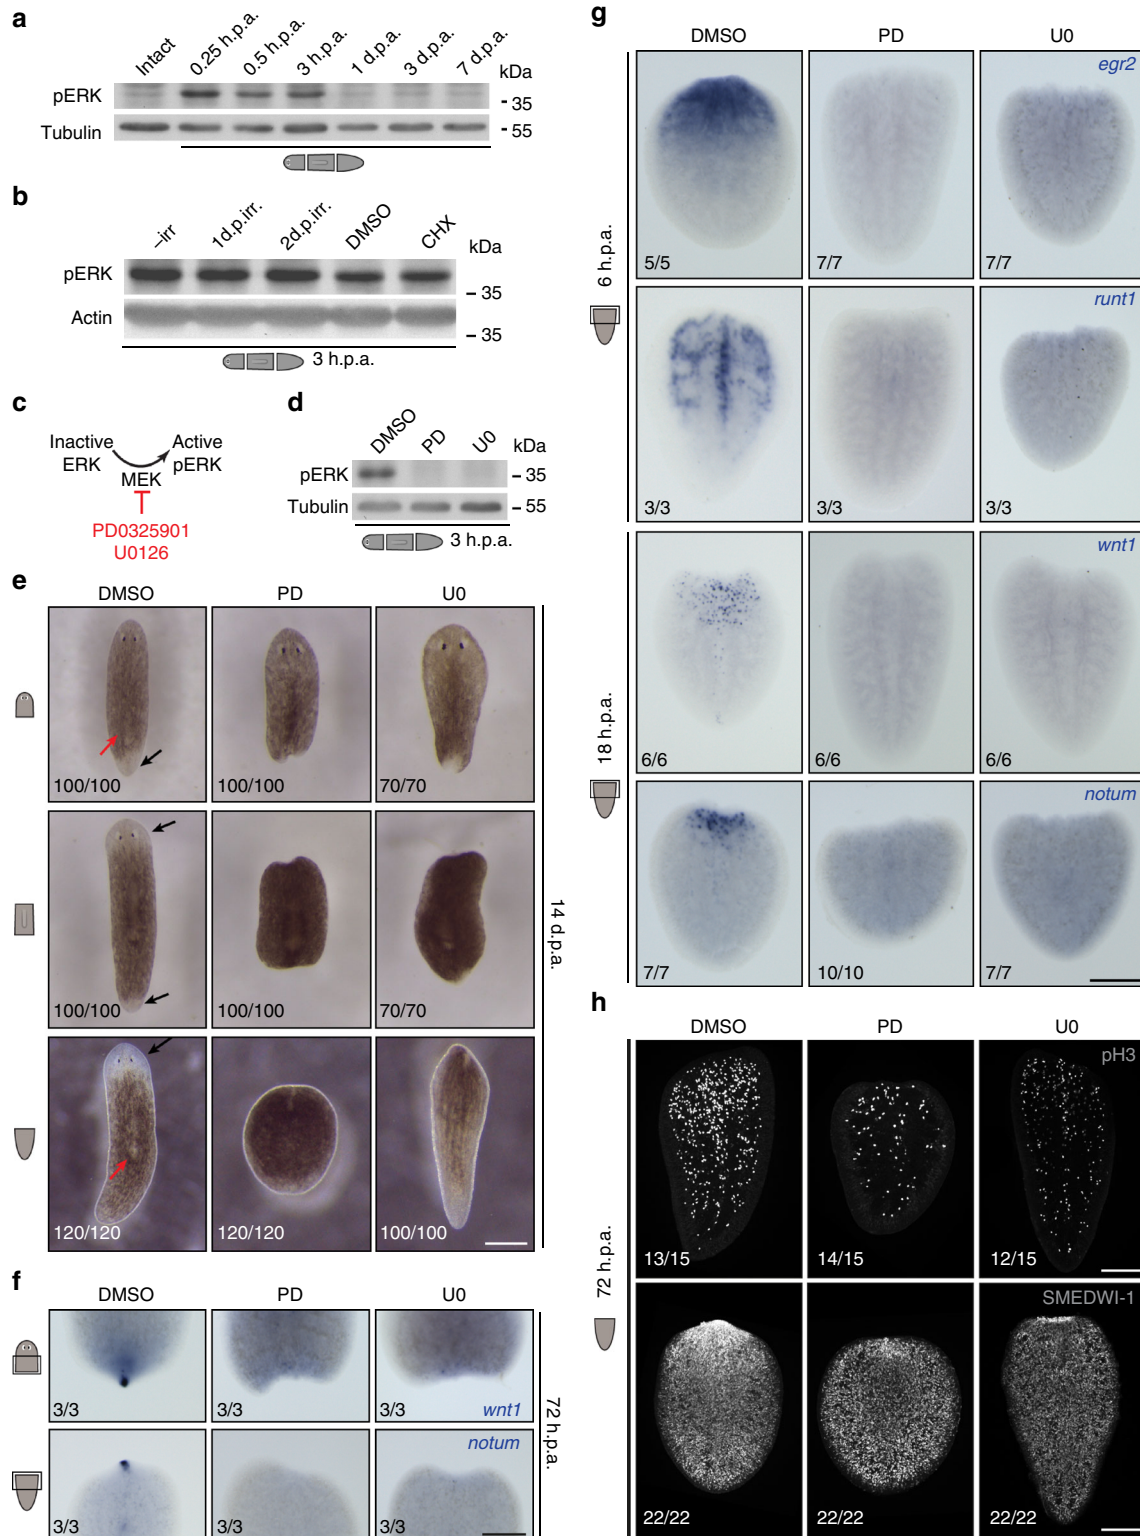 a
Intact
0.25 h.p.a.
0.5 h.p.a.
3 h.p.a.
1 d.p.a.
3 d.p.a.
7 d.p.a.
kDa
pERK
- 35
Tubulin
- 55
b
–irr
1d.p.irr.
2d.p.irr.
DMSO
CHX
kDa
pERK
– 35
Actin
– 35
3 h.p.a.
c
Inactive ERK
Active pERK
MEK
PD0325901
U0126
d
DMSO
PD
U0
kDa
pERK
– 35
Tubulin
– 55
3 h.p.a.
e
DMSO
PD
U0
100/100
100/100
70/70
100/100
100/100
70/70
120/120
120/120
100/100
14 d.p.a.
f
DMSO
PD
U0
3/3
3/3
3/3
wnt1
notum
3/3
3/3
3/3
72 h.p.a.
g
DMSO
PD
U0
egr2
5/5
7/7
7/7
6 h.p.a.
runt1
3/3
3/3
3/3
wnt1
6/6
6/6
6/6
18 h.p.a.
notum
7/7
10/10
7/7
h
DMSO
PD
U0
pH3
13/15
14/15
12/15
72 h.p.a.
SMEDWI-1
22/22
22/22
22/22